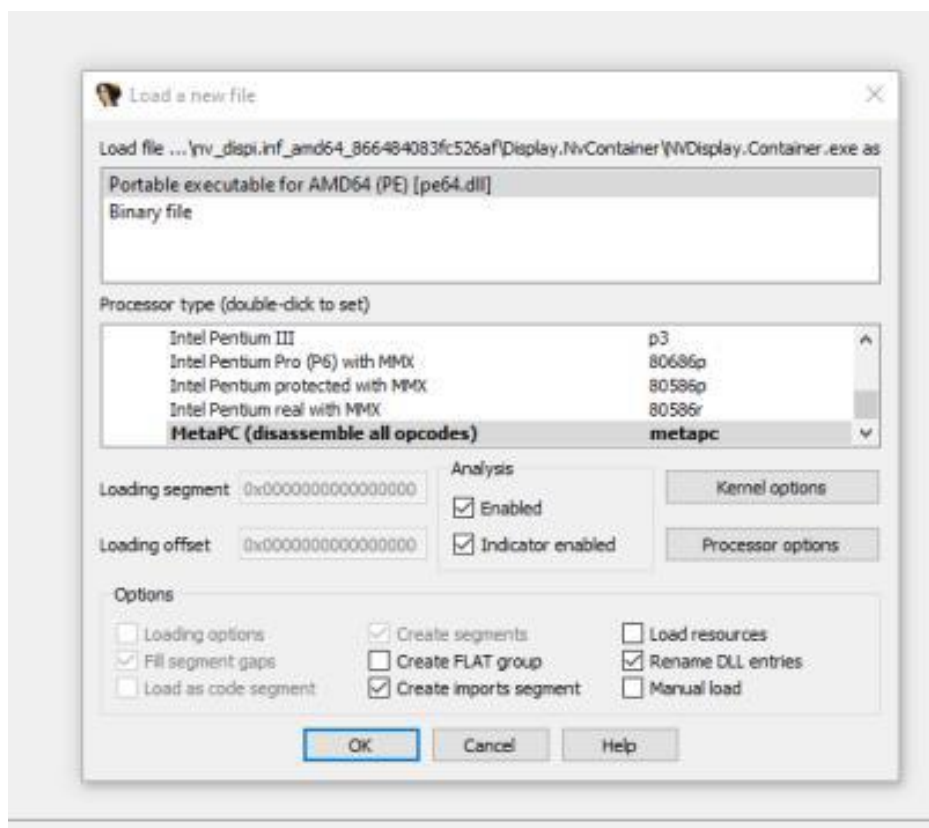 Load a new file
Load file ...\nv_dispi.inf_amd64_866484083fc526af\Display.NvContainer\NVDisplay.Container.exe as
Portable executable for AMD64 (PE) [pe64.dll]
Binary file
Processor type (double-click to set)
Intel Pentium III p3
Intel Pentium Pro (P6) with MMX 80686p
Intel Pentium protected with MMX 80586p
Intel Pentium real with MMX 80586r
MetaPC (disassemble all opcodes) metapc
Analysis
Loading segment 0x0000000000000000
Enabled
Kernel options
Loading offset 0x0000000000000000
Indicator enabled
Processor options
Options
Loading options Create segments Load resources
Fill segment gaps Create FLAT group Rename DLL entries
Load as code segment Create imports segment Manual load
OK Cancel Help